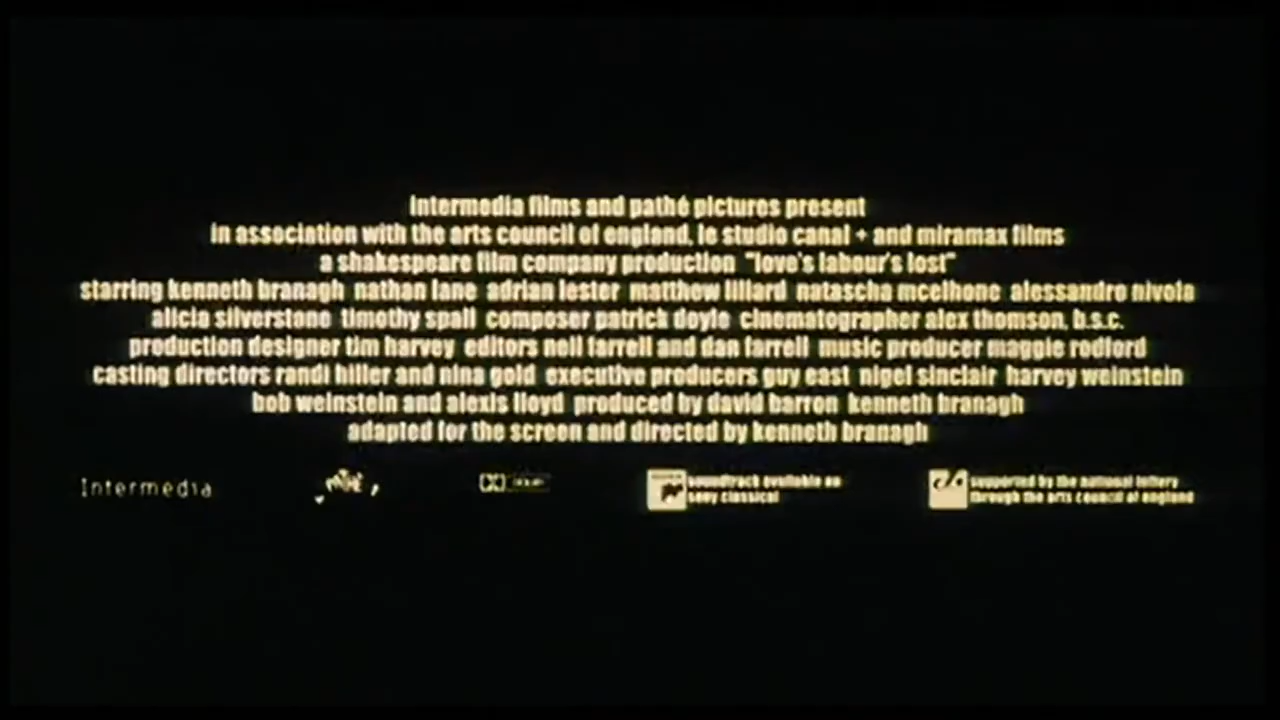 intermedia films and pathé pictures present
in association with the arts council of england, le studio canal + and miramax films
a shakespeare film company production "love's labour's lost"
starring kenneth branagh nathan lane adrian lester matthew lillard natascha mcelhone alessandro nivola
alicia silverstone timothy spall composer patrick doyle cinematographer alex thomson, b.s.c.
production designer tim harvey editors neil farrell and dan farrell music producer maggie rodford
casting directors randi hiller and nina gold executive producers guy east nigel sinclair harvey weinstein
bob weinstein and alexis lloyd produced by david barron kenneth branagh
adapted for the screen and directed by kenneth branagh
Intermedia
soundtrack available on
sony classical
supported by the national lottery
through the arts council of england